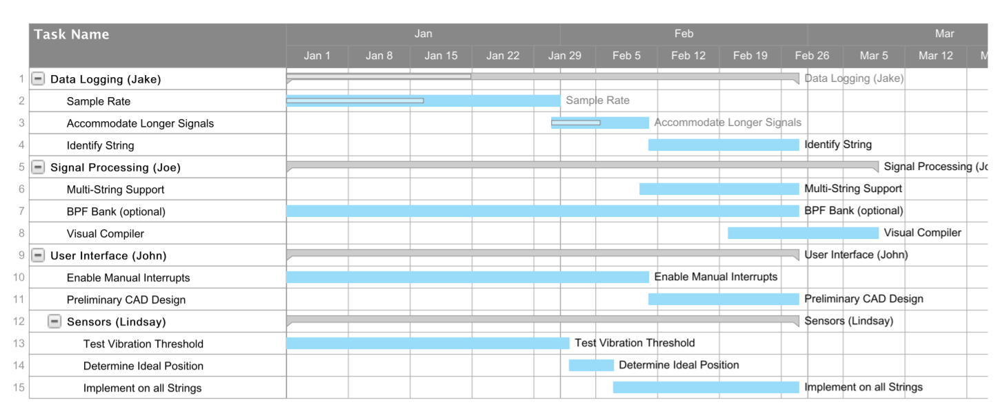 Task Name Jan Feb Mar
Jan 1 Jan 8 Jan 15 Jan 22 Jan 29 Feb 5 Feb 12 Feb 19 Feb 26 Mar 5 Mar 12 M
1 Data Logging (Jake) Data Logging (Jake)
2 Sample Rate Sample Rate
3 Accommodate Longer Signals Accommodate Longer Signals
4 Identify String Identify String
5 Signal Processing (Joe) Signal Processing (Jo
6 Multi-String Support Multi-String Support
7 BPF Bank (optional) BPF Bank (optional)
8 Visual Compiler Visual Compiler
9 User Interface (John) User Interface (John)
10 Enable Manual Interrupts Enable Manual Interrupts
11 Preliminary CAD Design Preliminary CAD Design
12 Sensors (Lindsay) Sensors (Lindsay)
13 Test Vibration Threshold Test Vibration Threshold
14 Determine Ideal Position Determine Ideal Position
15 Implement on all Strings Implement on all Strings